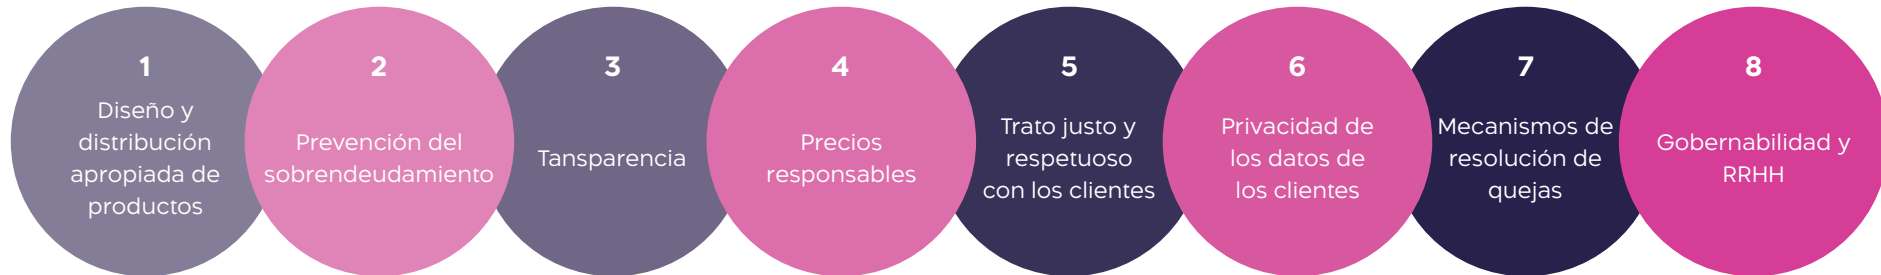 1
Diseño y
distribución
apropiada de
productos
2
Prevención del
sobrendeudamiento
3
Tansparencia
4
Precios
responsables
5
Trato justo y
respetuoso
con los clientes
6
Privacidad de
los datos de
los clientes
7
Mecanismos de
resolución de
quejas
8
Gobernabilidad y
RRHH